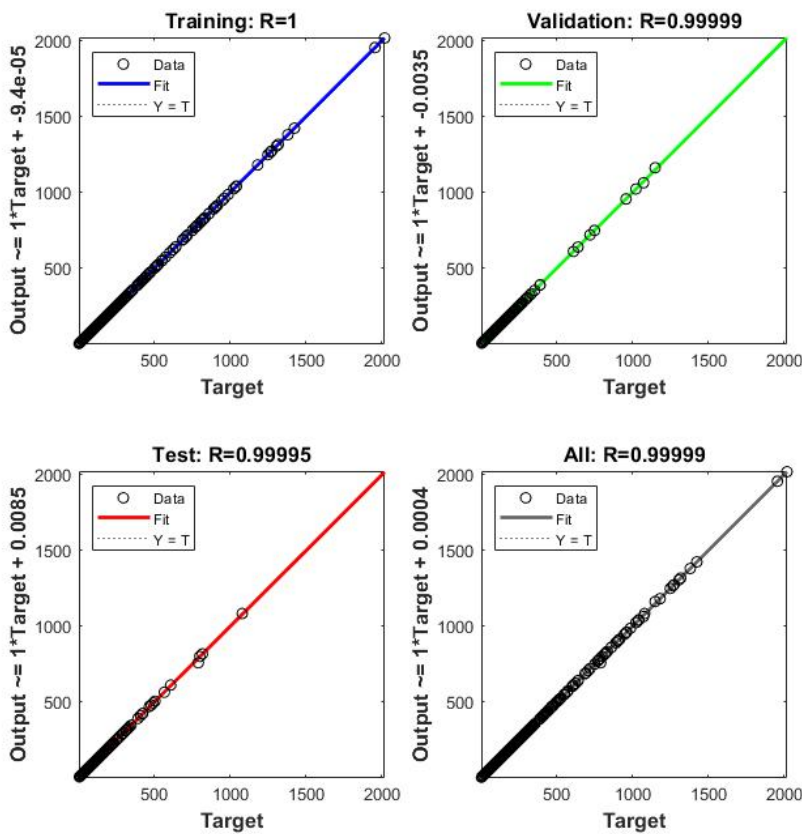 Training: R=1
Output ~= 1*Target + -9.4e-05
2000
1500
1000
500
Data
Fit
Y = T
500 1000 1500 2000
Target
Validation: R=0.99999
Output ~= 1*Target + -0.0035
2000
1500
1000
500
Data
Fit
Y = T
500 1000 1500 2000
Target
Test: R=0.99995
Output ~= 1*Target + 0.0085
2000
1500
1000
500
Data
Fit
Y = T
500 1000 1500 2000
Target
All: R=0.99999
Output ~= 1*Target + 0.0004
2000
1500
1000
500
Data
Fit
Y = T
500 1000 1500 2000
Target